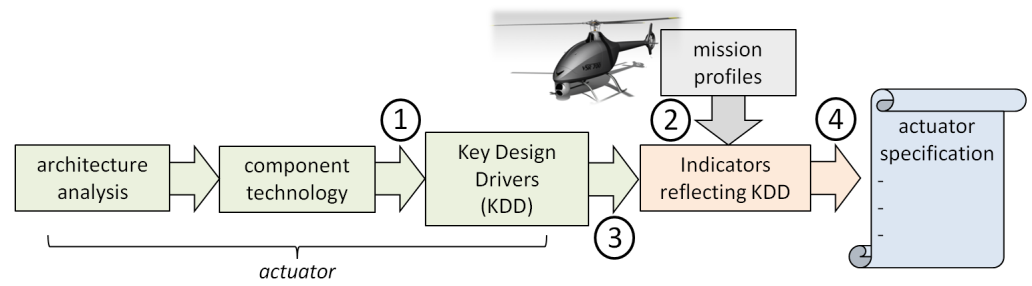 mission
profiles
1
2
4
architecture
analysis
component
technology
Key Design
Drivers
(KDD)
Indicators
reflecting KDD
actuator
specification
-
-
-
3
actuator